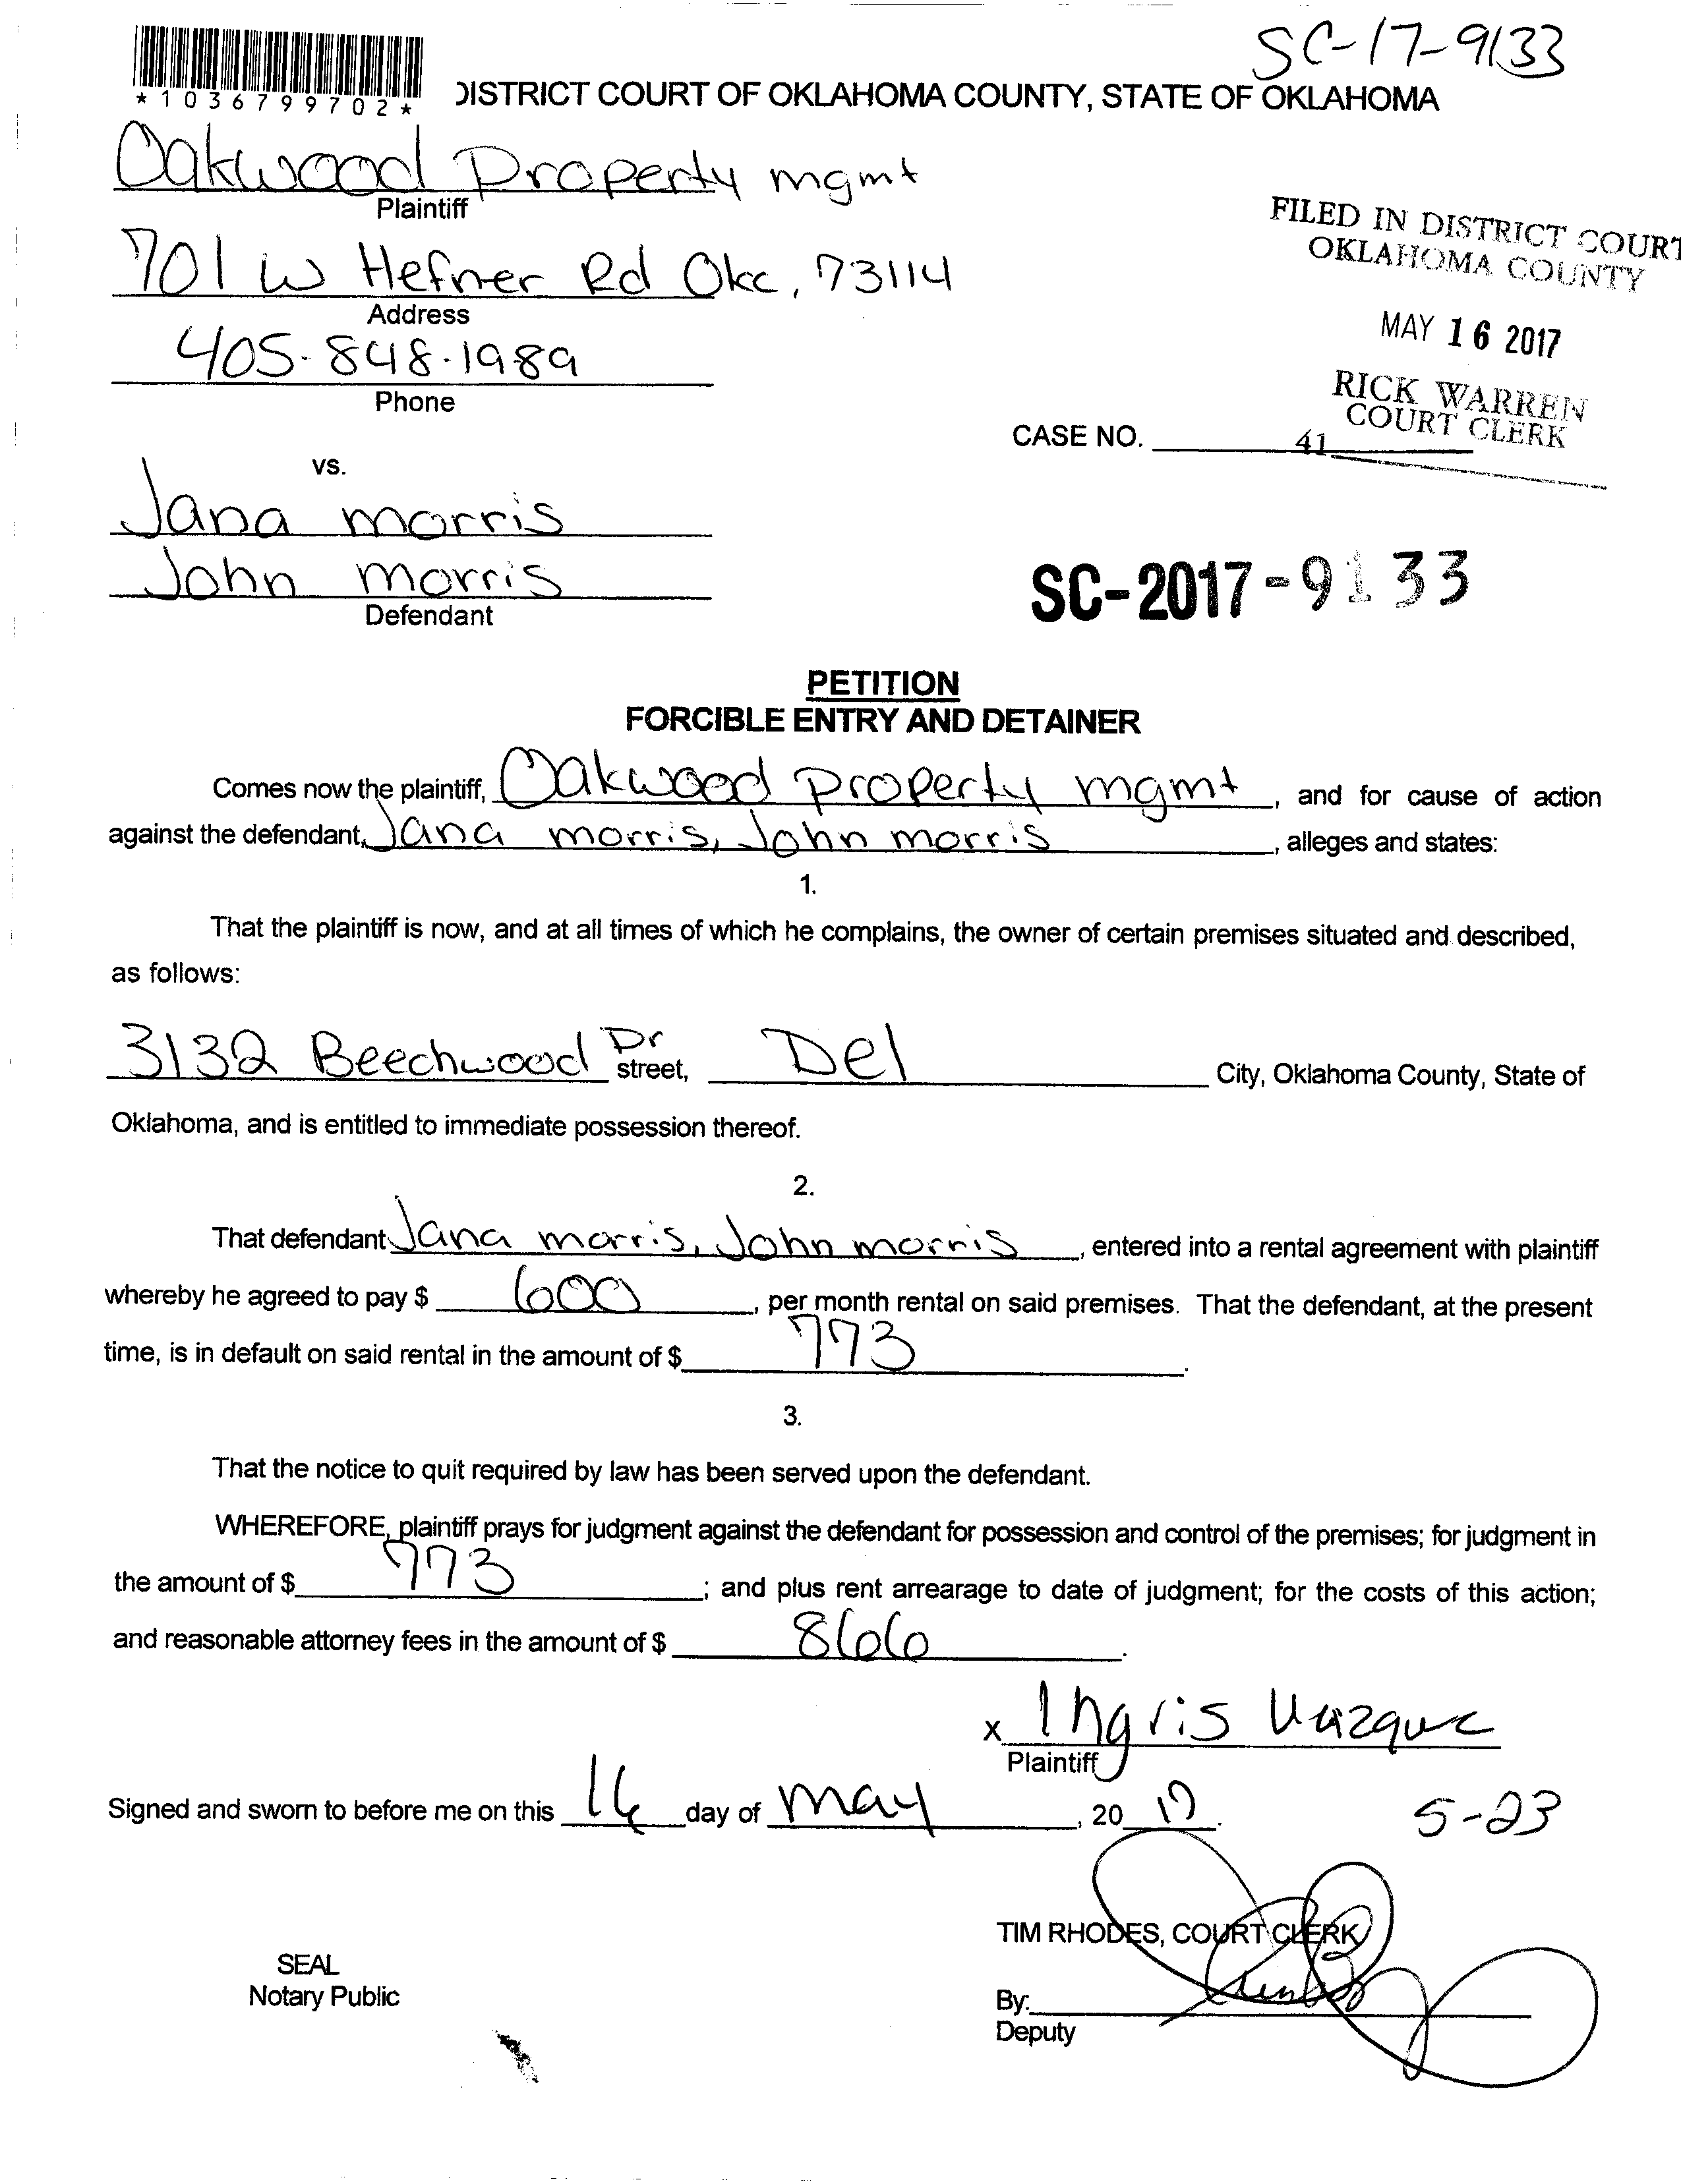 SC-17-9133
*1036799702*
DISTRICT COURT OF OKLAHOMA COUNTY, STATE OF OKLAHOMA
Oakwood Property mgmt
Plaintiff
701 W Hefner Rd Okc, 73114
Address
405-848-1989
Phone
FILED IN DISTRICT COURT
OKLAHOMA COUNTY
MAY 16 2017
RICK WARREN
COURT CLERK
CASE NO. 41
vs.
Jana morris
John morris
Defendant
SC-2017-9133
PETITION
FORCIBLE ENTRY AND DETAINER
Comes now the plaintiff, Oakwood property mgmt, and for cause of action
against the defendant, Jana morris, John morris, alleges and states:
1.
That the plaintiff is now, and at all times of which he complains, the owner of certain premises situated and described,
as follows:
3132 Beechwood Dr street, Del City, Oklahoma County, State of
Oklahoma, and is entitled to immediate possession thereof.
2.
That defendant Jana morris, John morris, entered into a rental agreement with plaintiff
whereby he agreed to pay $ 600, per month rental on said premises. That the defendant, at the present
time, is in default on said rental in the amount of $ 773.
3.
That the notice to quit required by law has been served upon the defendant.
WHEREFORE, plaintiff prays for judgment against the defendant for possession and control of the premises; for judgment in
the amount of $ 773; and plus rent arrearage to date of judgment; for the costs of this action;
and reasonable attorney fees in the amount of $ 866.
x Ingris Vazquez
Plaintiff
Signed and sworn to before me on this 16 day of may, 20 17.
5-23
TIM RHODES, COURT CLERK
SEAL
Notary Public
By:
Deputy